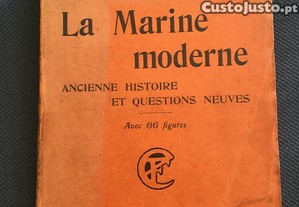 CustoJusto.pt
La Marine
moderne
ANCIENNE HISTOIRE
ET QUESTIONS NEUVES
Avec 66 figures